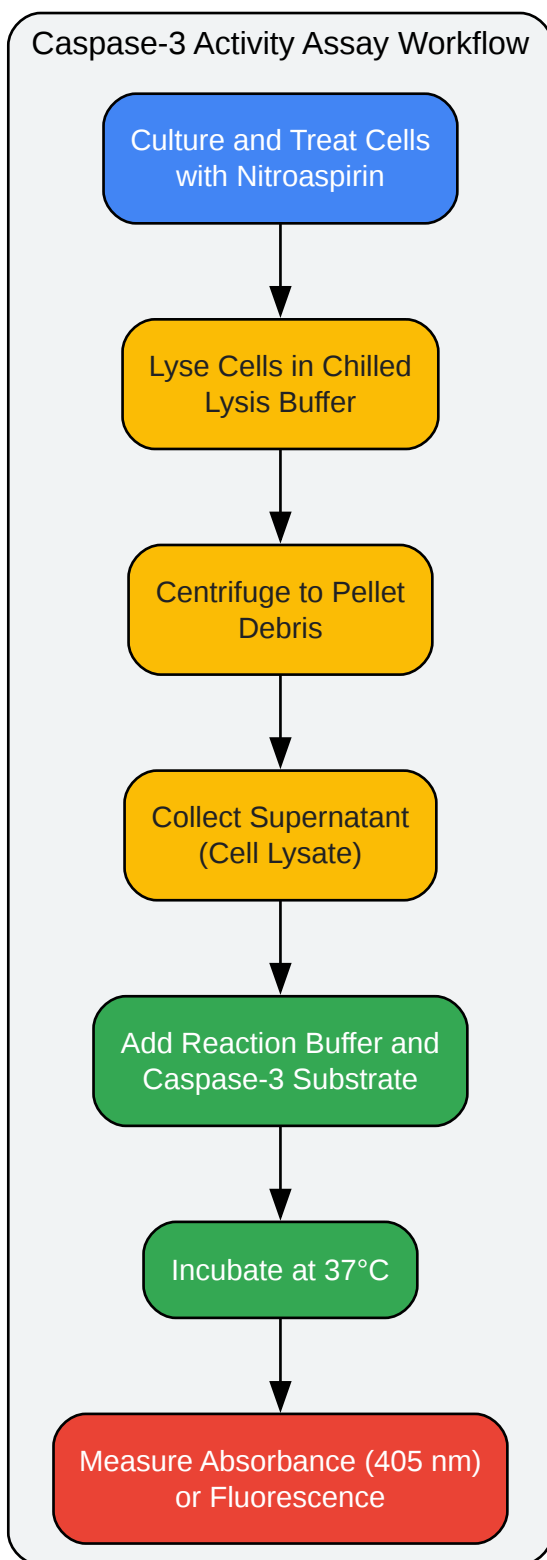 Caspase-3 Activity Assay Workflow
Culture and Treat Cells
with Nitroaspirin
Lyse Cells in Chilled
Lysis Buffer
Centrifuge to Pellet
Debris
Collect Supernatant
(Cell Lysate)
Add Reaction Buffer and
Caspase-3 Substrate
Incubate at 37°C
Measure Absorbance (405 nm)
or Fluorescence